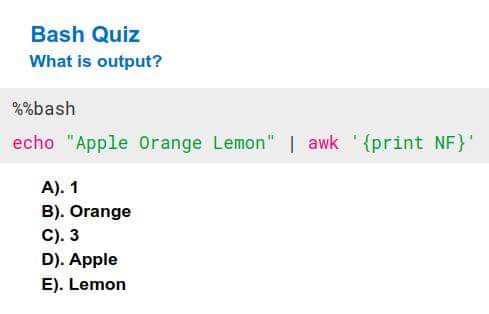 Bash Quiz
What is output?
%%bash
echo "Apple Orange Lemon" | awk '{print NF}'
A). 1
B). Orange
C). 3
D). Apple
E). Lemon